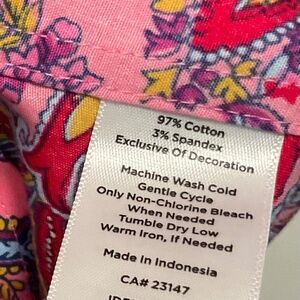 97% Cotton
3% Spandex
Exclusive Of Decoration
Machine Wash Cold
Gentle Cycle
Only Non-Chlorine Bleach
When Needed
Tumble Dry Low
Warm Iron, If Needed
Made In Indonesia
CA# 23147